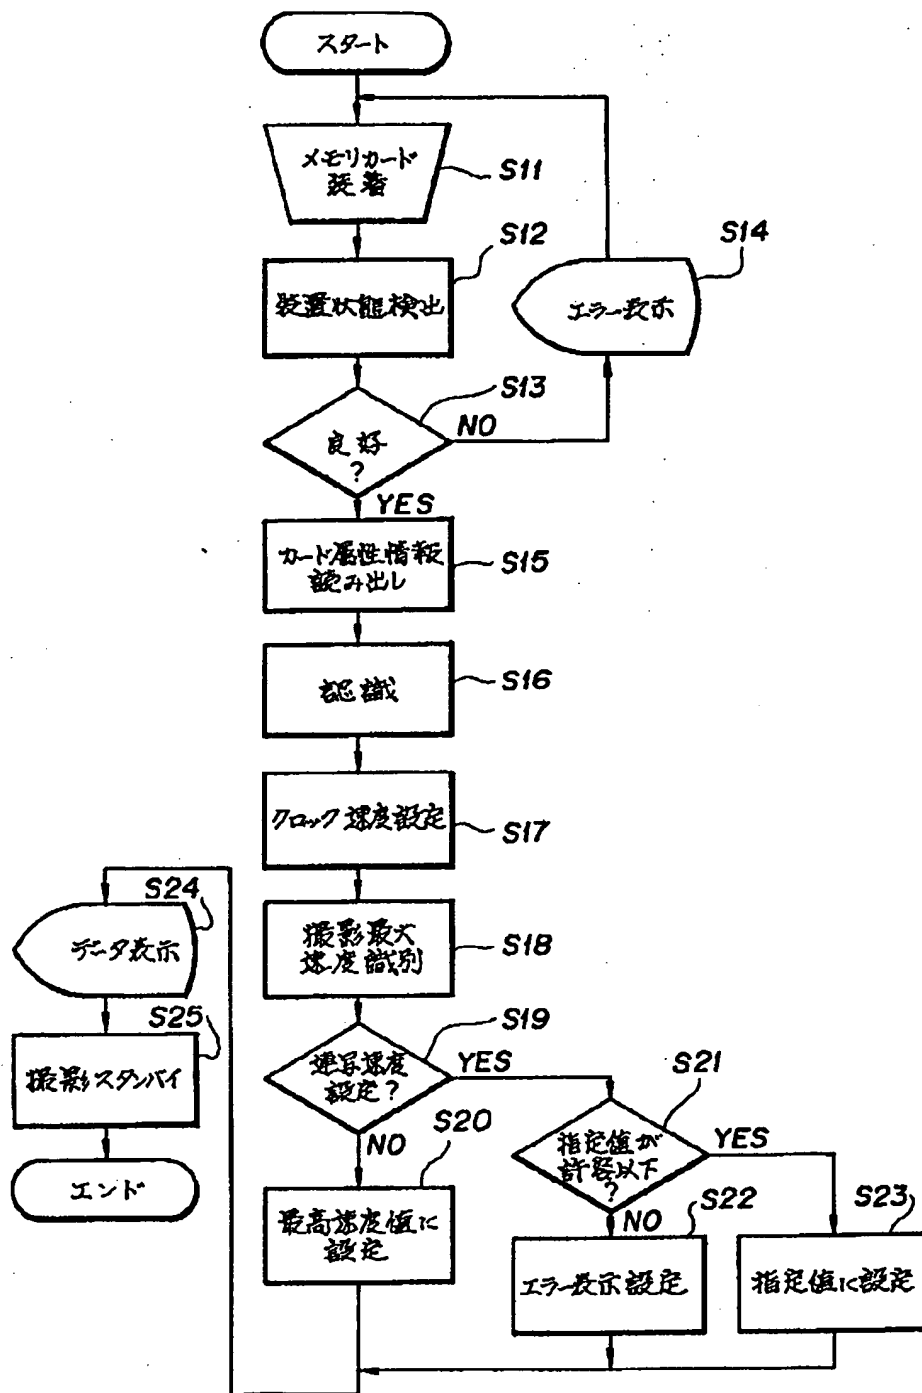 スタート
メモリカード
装着
S11
S12
装置状態検出
S14
エラー表示
S13
良好
?
NO
YES
カード属性情報
読み出し
S15
認識
S16
クロック速度設定
S17
撮影最大
速度識別
S18
S19
連写速度
設定?
YES
NO
S20
最高速度値に
設定
S21
指定値が
許容以下
?
YES
NO
S22
エラー表示設定
S23
指定値に設定
S24
データ表示
S25
撮影スタンバイ
エンド